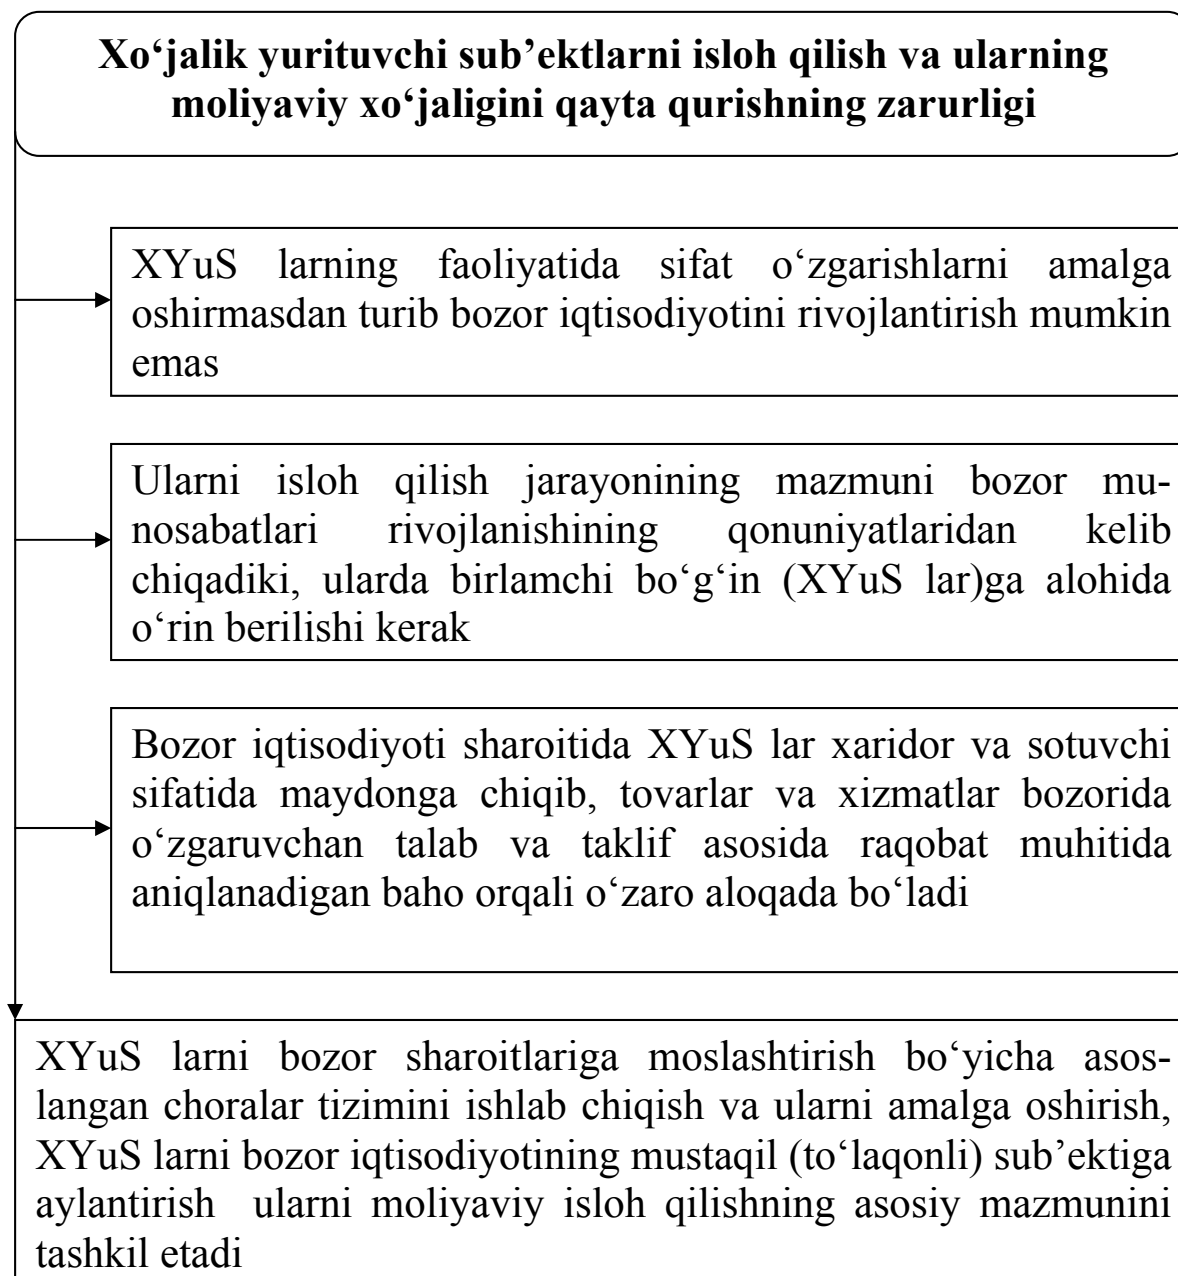 Xo‘jalik yurituvchi sub’ektlarni isloh qilish va ularning
moliyaviy xo‘jaligini qayta qurishning zarurligi
XYuS larning faoliyatida sifat o‘zgarishlarni amalga
oshirmasdan turib bozor iqtisodiyotini rivojlantirish mumkin
emas
Ularni isloh qilish jarayonining mazmuni bozor mu-
nosabatlari rivojlanishining qonuniyatlaridan kelib
chiqadiki, ularda birlamchi bo‘g‘in (XYuS lar)ga alohida
o‘rin berilishi kerak
Bozor iqtisodiyoti sharoitida XYuS lar xaridor va sotuvchi
sifatida maydonga chiqib, tovarlar va xizmatlar bozorida
o‘zgaruvchan talab va taklif asosida raqobat muhitida
aniqlanadigan baho orqali o‘zaro aloqada bo‘ladi
XYuS larni bozor sharoitlariga moslashtirish bo‘yicha asos-
langan choralar tizimini ishlab chiqish va ularni amalga oshirish,
XYuS larni bozor iqtisodiyotining mustaqil (to‘laqonli) sub’ektiga
aylantirish ularni moliyaviy isloh qilishning asosiy mazmunini
tashkil etadi